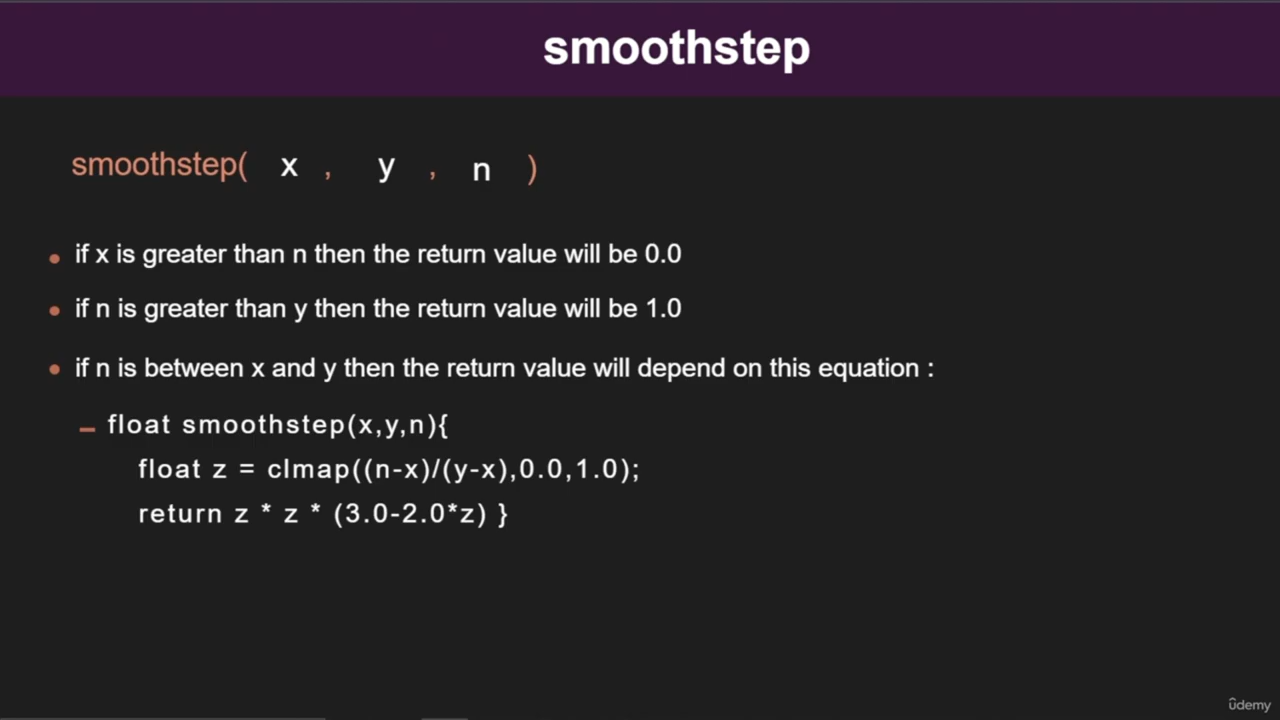 smoothstep
smoothstep( x , y , n )
if x is greater than n then the return value will be 0.0
if n is greater than y then the return value will be 1.0
if n is between x and y then the return value will depend on this equation :
float smoothstep(x,y,n){
float z = clmap((n-x)/(y-x),0.0,1.0);
return z * z * (3.0-2.0*z) }
ûdemy